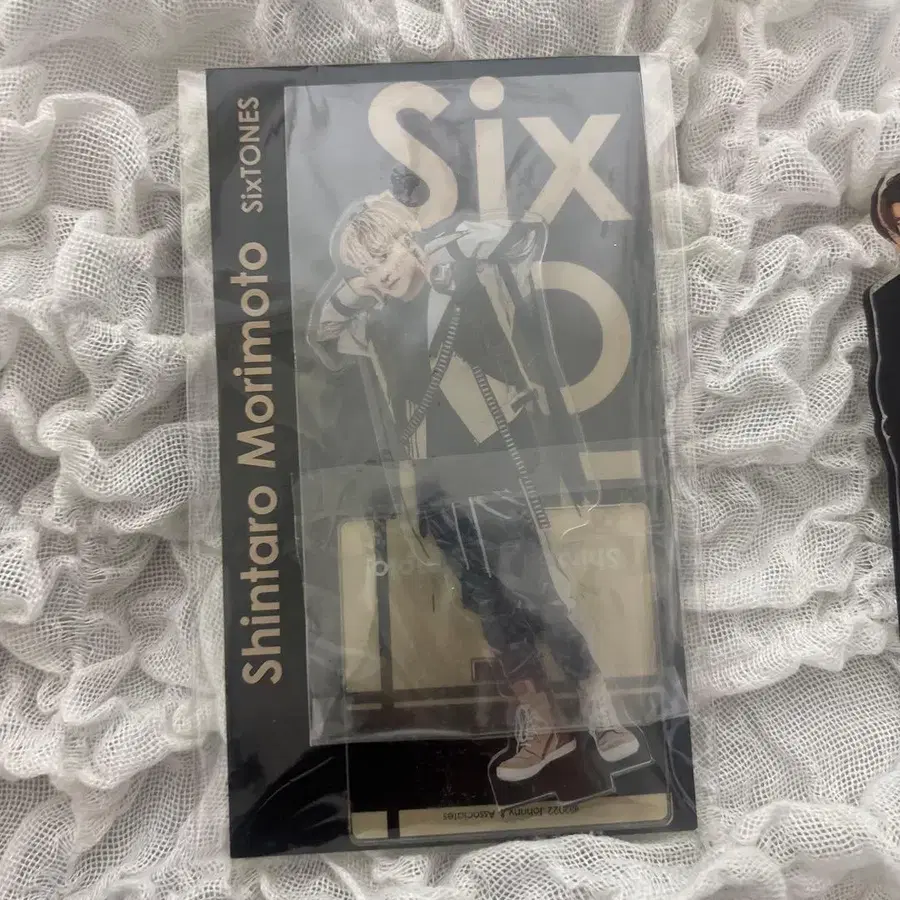 Shintaro Morimoto SixTONES
Six
©2022 Johnny & Associates